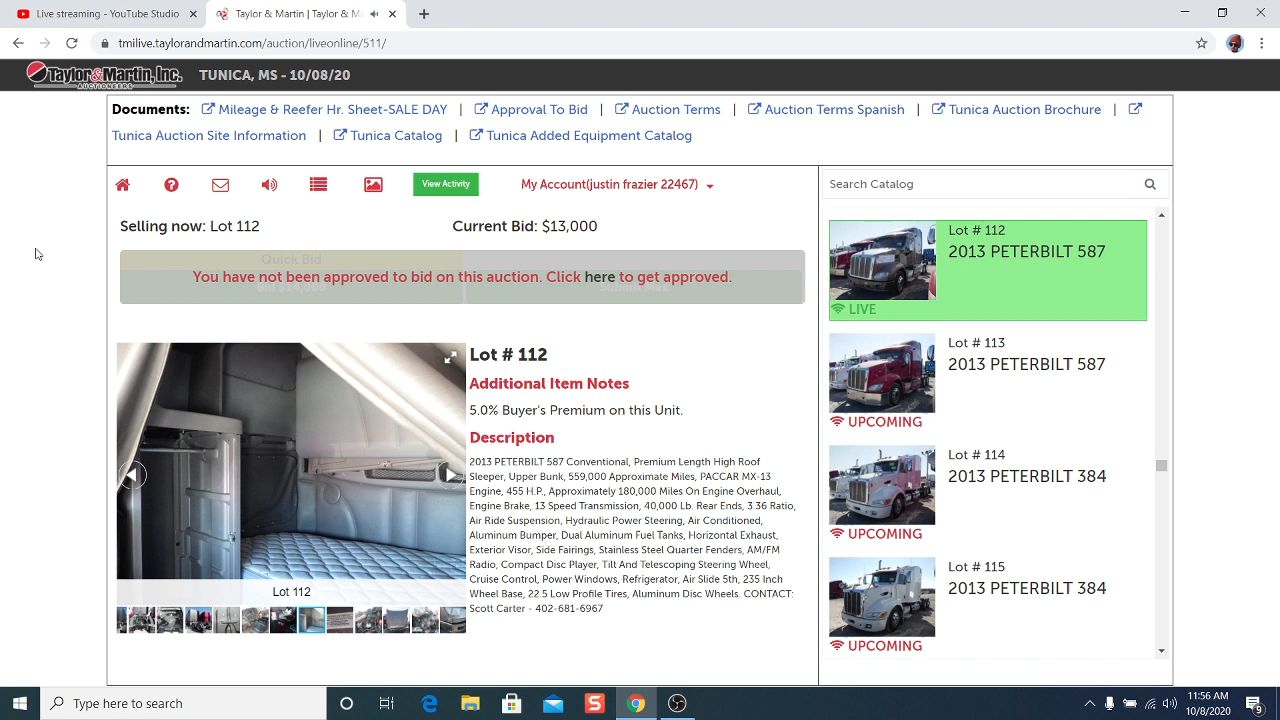 Live streaming - YouTube Studio
Taylor & Martin | Taylor & M
tmilive.taylorandmartin.com/auction/liveonline/511/
Taylor & Martin, Inc.
AUCTIONEERS
TUNICA, MS - 10/08/20
Documents: Mileage & Reefer Hr. Sheet-SALE DAY | Approval To Bid | Auction Terms | Auction Terms Spanish | Tunica Auction Brochure |
Tunica Auction Site Information | Tunica Catalog | Tunica Added Equipment Catalog
View Activity
My Account(justin frazier 22467)
Search Catalog
Selling now: Lot 112
Current Bid: $13,000
Quick Bid
You have not been approved to bid on this auction. Click here to get approved.
Lot 112
Lot # 112
Additional Item Notes
5.0% Buyer's Premium on this Unit.
Description
2013 PETERBILT 587 Conventional, Premium Length High Roof
Sleeper, Upper Bunk, 559,000 Approximate Miles, PACCAR MX-13
Engine, 455 H.P., Approximately 180,000 Miles On Engine Overhaul,
Engine Brake, 13 Speed Transmission, 40,000 Lb. Rear Ends, 3.36 Ratio,
Air Ride Suspension, Hydraulic Power Steering, Air Conditioned,
Aluminum Bumper, Dual Aluminum Fuel Tanks, Horizontal Exhaust,
Exterior Visor, Side Fairings, Stainless Steel Quarter Fenders, AM/FM
Radio, Compact Disc Player, Tilt And Telescoping Steering Wheel,
Cruise Control, Power Windows, Refrigerator, Air Slide 5th, 235 Inch
Wheel Base, 22.5 Low Profile Tires, Aluminum Disc Wheels. CONTACT:
Scott Carter - 402-681-6967
Lot # 112
2013 PETERBILT 587
LIVE
Lot # 113
2013 PETERBILT 587
UPCOMING
Lot # 114
2013 PETERBILT 384
UPCOMING
Lot # 115
2013 PETERBILT 384
UPCOMING
Type here to search
11:56 AM
10/8/2020
9